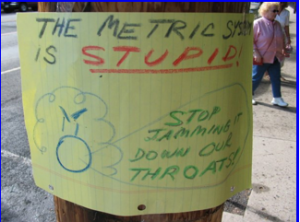 THE METRIC SYSTEM
IS STUPID!
STOP
JAMMING IT
DOWN OUR
THROATS!